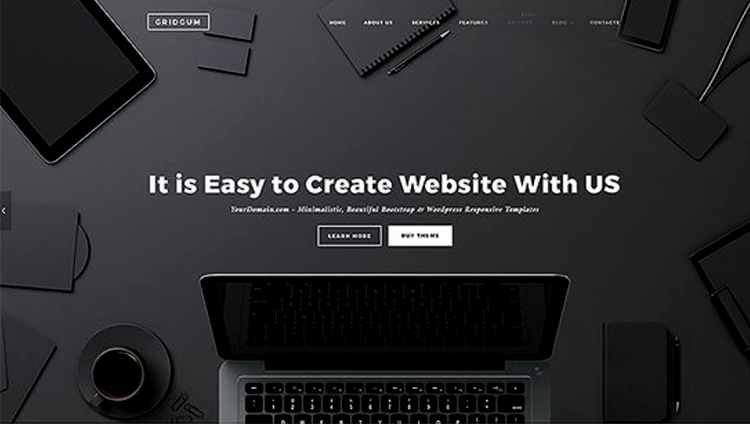 GRIDGUM
HOME ABOUT US SERVICES FEATURES GALLERY BLOG CONTACTS
It is Easy to Create Website With US
YourDomain.com - Minimalistic, Beautiful Bootstrap & Wordpress Responsive Templates
LEARN MORE BUY THEME